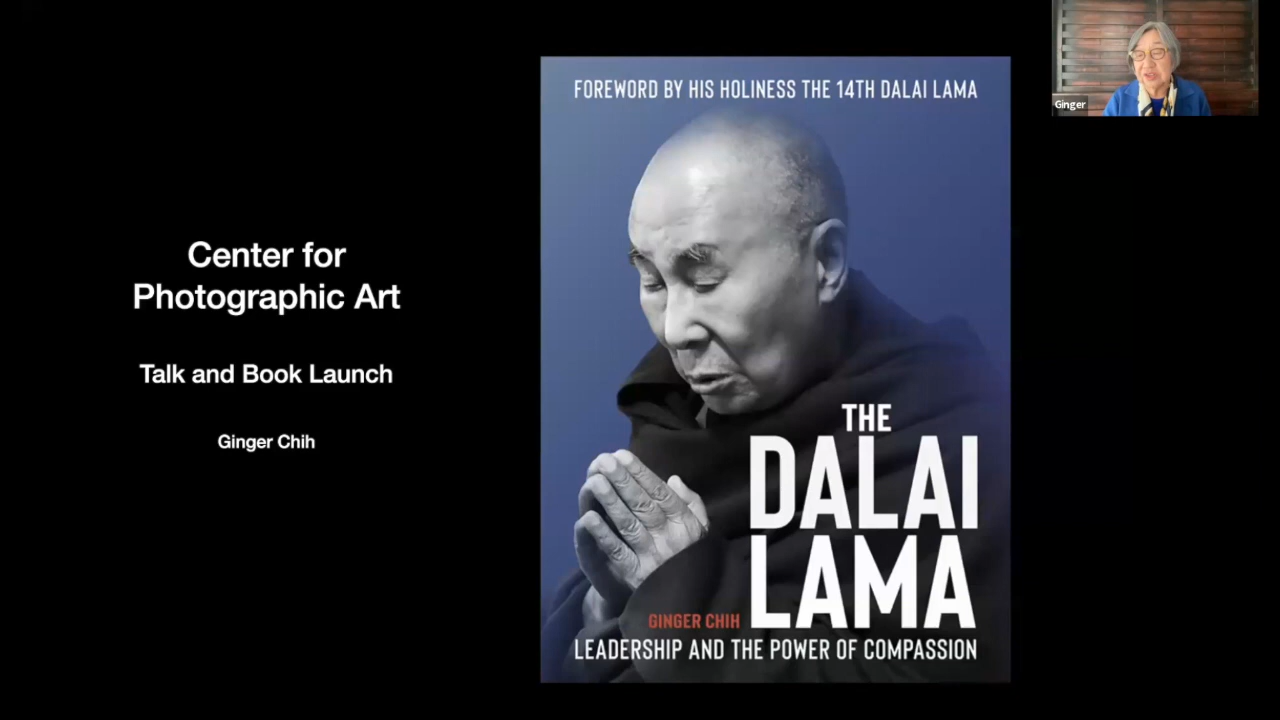 Center for
Photographic Art
Talk and Book Launch
Ginger Chih
FOREWORD BY HIS HOLINESS THE 14TH DALAI LAMA
THE
DALAI
LAMA
GINGER CHIH
LEADERSHIP AND THE POWER OF COMPASSION
Ginger